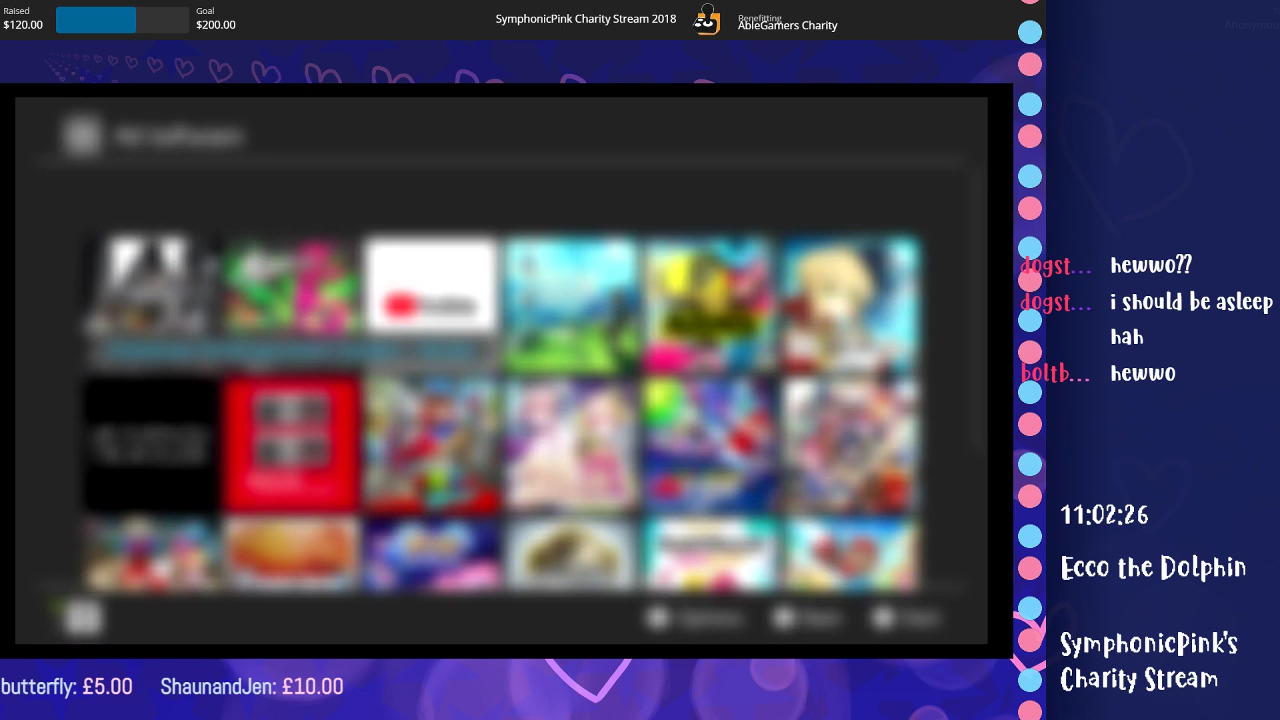 Raised
$120.00
Goal
$200.00
SymphonicPink Charity Stream 2018
Benefitting
AbleGamers Charity
dogst... hewwo??
dogst... i should be asleep
hah
boltb... hewwo
11:02:26
Ecco the Dolphin
SymphonicPink's
Charity Stream
butterfly: £5.00 ShaunandJen: £10.00